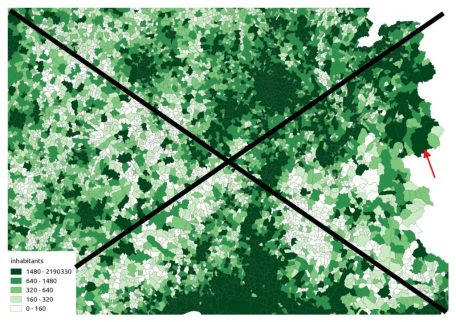 inhabitants
1480 - 2190330
640 - 1480
320 - 640
160 - 320
0 - 160